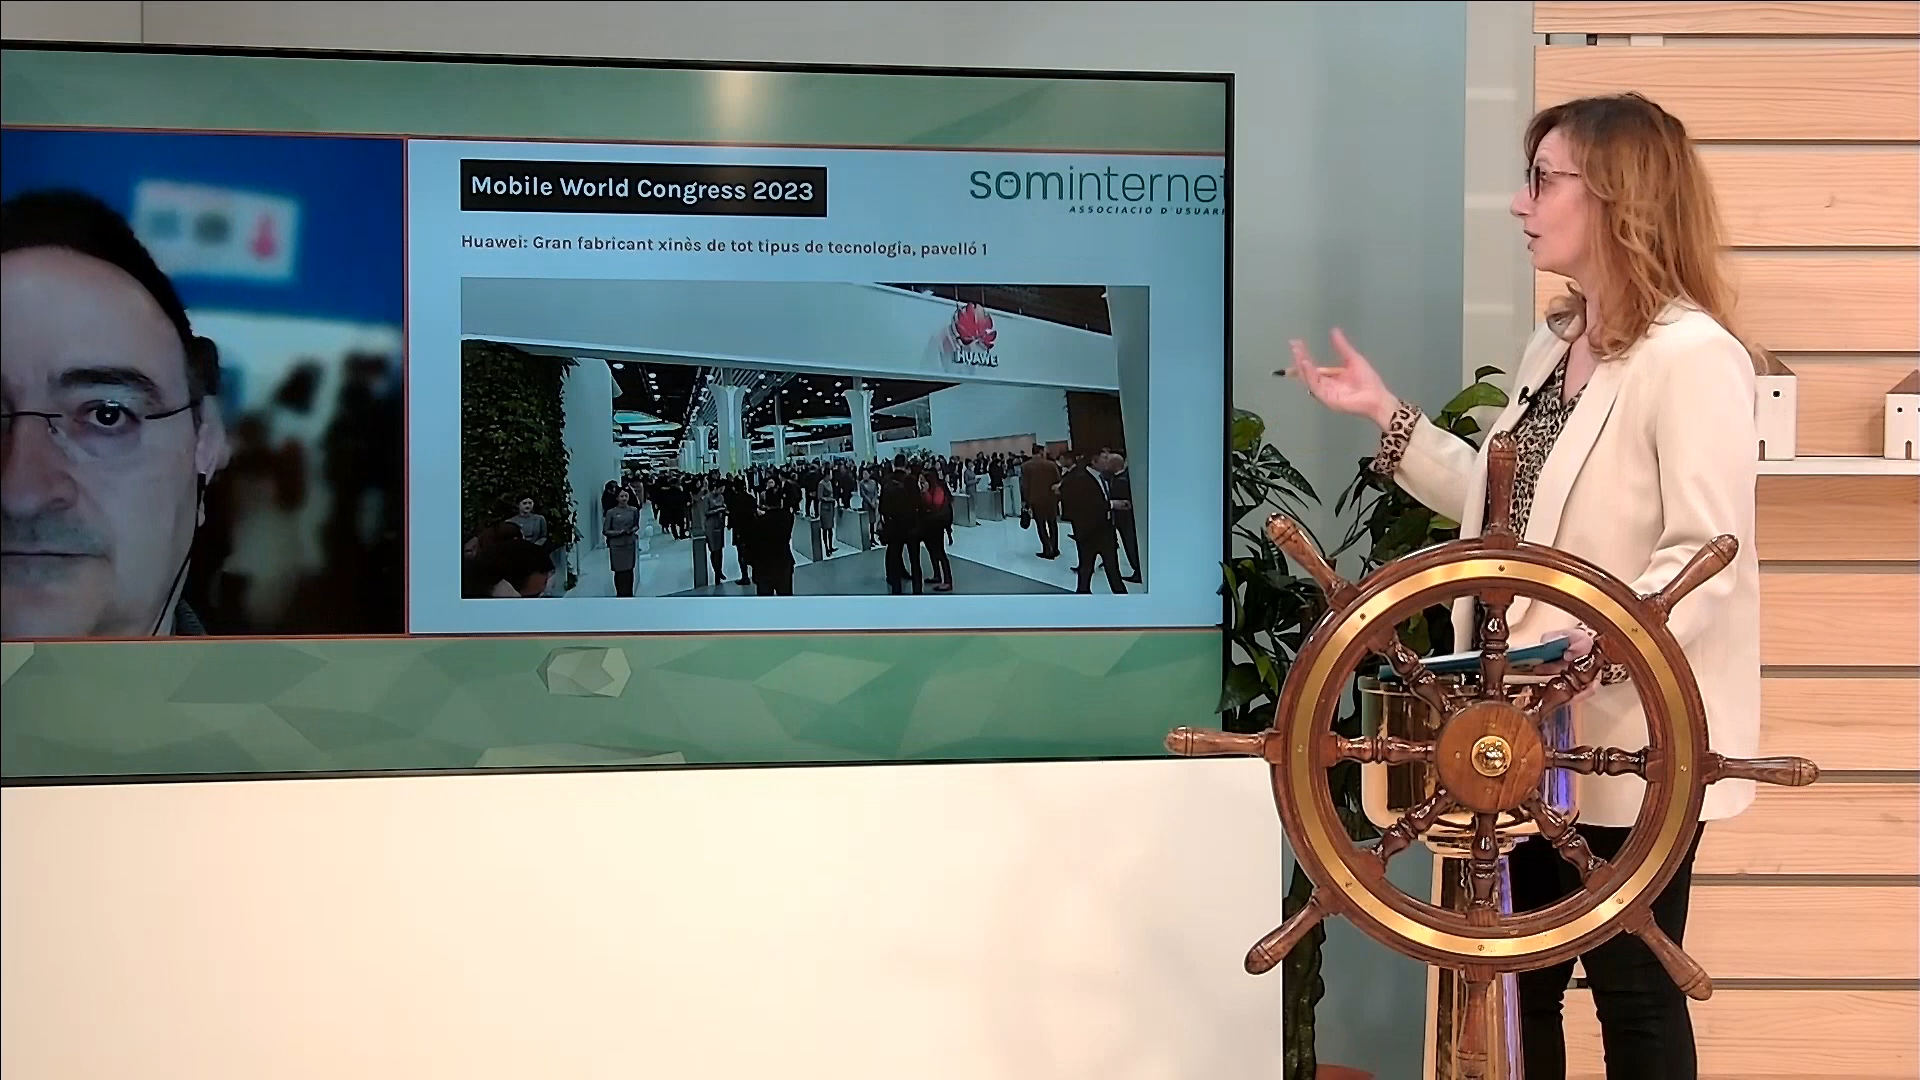 Mobile World Congress 2023
sominternet
ASSOCIACIÓ D'USUARI
Huawei: Gran fabricant xinès de tot tipus de tecnologia, pavelló 1
HUAWEI